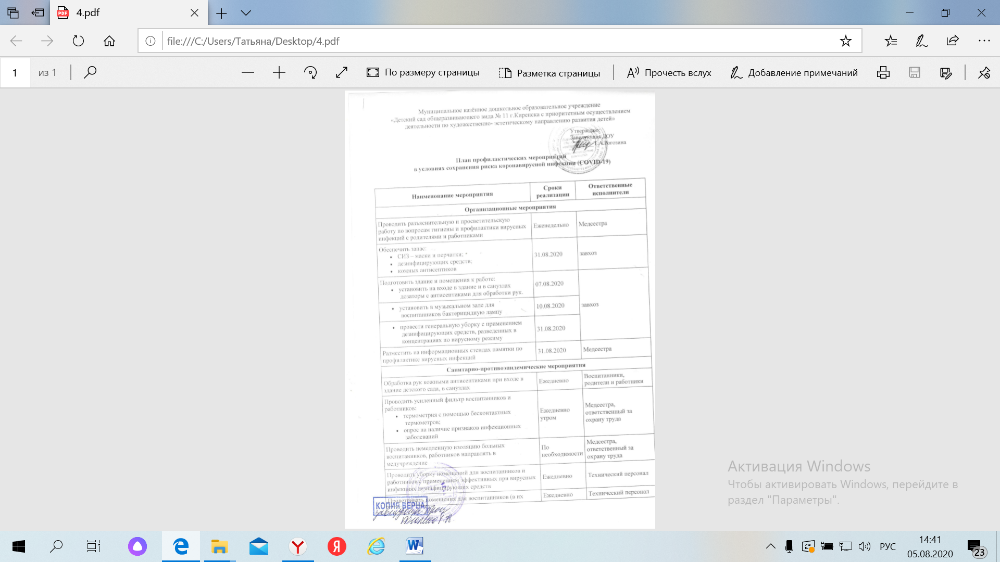 4.pdf
file:///C:/Users/Татьяна/Desktop/4.pdf
1 из 1
По размеру страницы
Разметка страницы
Прочесть вслух
Добавление примечаний
Муниципальное казённое дошкольное образовательное учреждение
«Детский сад общеразвивающего вида № 11 г.Киренска с приоритетным осуществлением
деятельности по художественно- эстетическому направлению развития детей»
Утверждаю:
Заведующая ДОУ
Т.А.Рогозина
План профилактических мероприятий
в условиях сохранения риска коронавирусной инфекции (COVID-19)
Наименование мероприятия
Сроки
реализации
Ответственные
исполнители
Организационные мероприятия
Проводить разъяснительную и просветительскую
работу по вопросам гигиены и профилактики вирусных
инфекций с родителями и работниками
Еженедельно
Медсестра
Обеспечить запас:
• СИЗ – маски и перчатки;
• дезинфицирующих средств;
• кожных антисептиков
31.08.2020
завхоз
Подготовить здание и помещения к работе:
• установить на входе в здание и в санузлах
дозаторы с антисептиками для обработки рук.
07.08.2020
• установить в музыкальном зале для
воспитанников бактерицидную лампу
10.08.2020
завхоз
• провести генеральную уборку с применением
дезинфицирующих средств, разведенных в
концентрациях по вирусному режиму
31.08.2020
Разместить на информационных стендах памятки по
профилактике вирусных инфекций
31.08.2020
Медсестра
Санитарно-противоэпидемические мероприятия
Обработка рук кожными антисептиками при входе в
здание детского сада, в санузлах
Ежедневно
Воспитанники,
родители и работники
Проводить усиленный фильтр воспитанников и
работников:
• термометрия с помощью бесконтактных
термометров;
• опрос на наличие признаков инфекционных
заболеваний
Ежедневно
утром
Медсестра,
ответственный за
охрану труда
Проводить немедленную изоляцию больных
воспитанников, работников направлять в
медучреждение
По
необходимости
Медсестра,
ответственный за
охрану труда
Проводить уборку помещений для воспитанников и
работников с применением эффективных при вирусных
инфекциях дезинфицирующих средств
Ежедневно
Технический персонал
Проветривать помещения для воспитанников (в их
Ежедневно
Технический персонал
КОПИЯ ВЕРНА
Активация Windows
Чтобы активировать Windows, перейдите в
раздел "Параметры".
РУС
14:41
05.08.2020
23